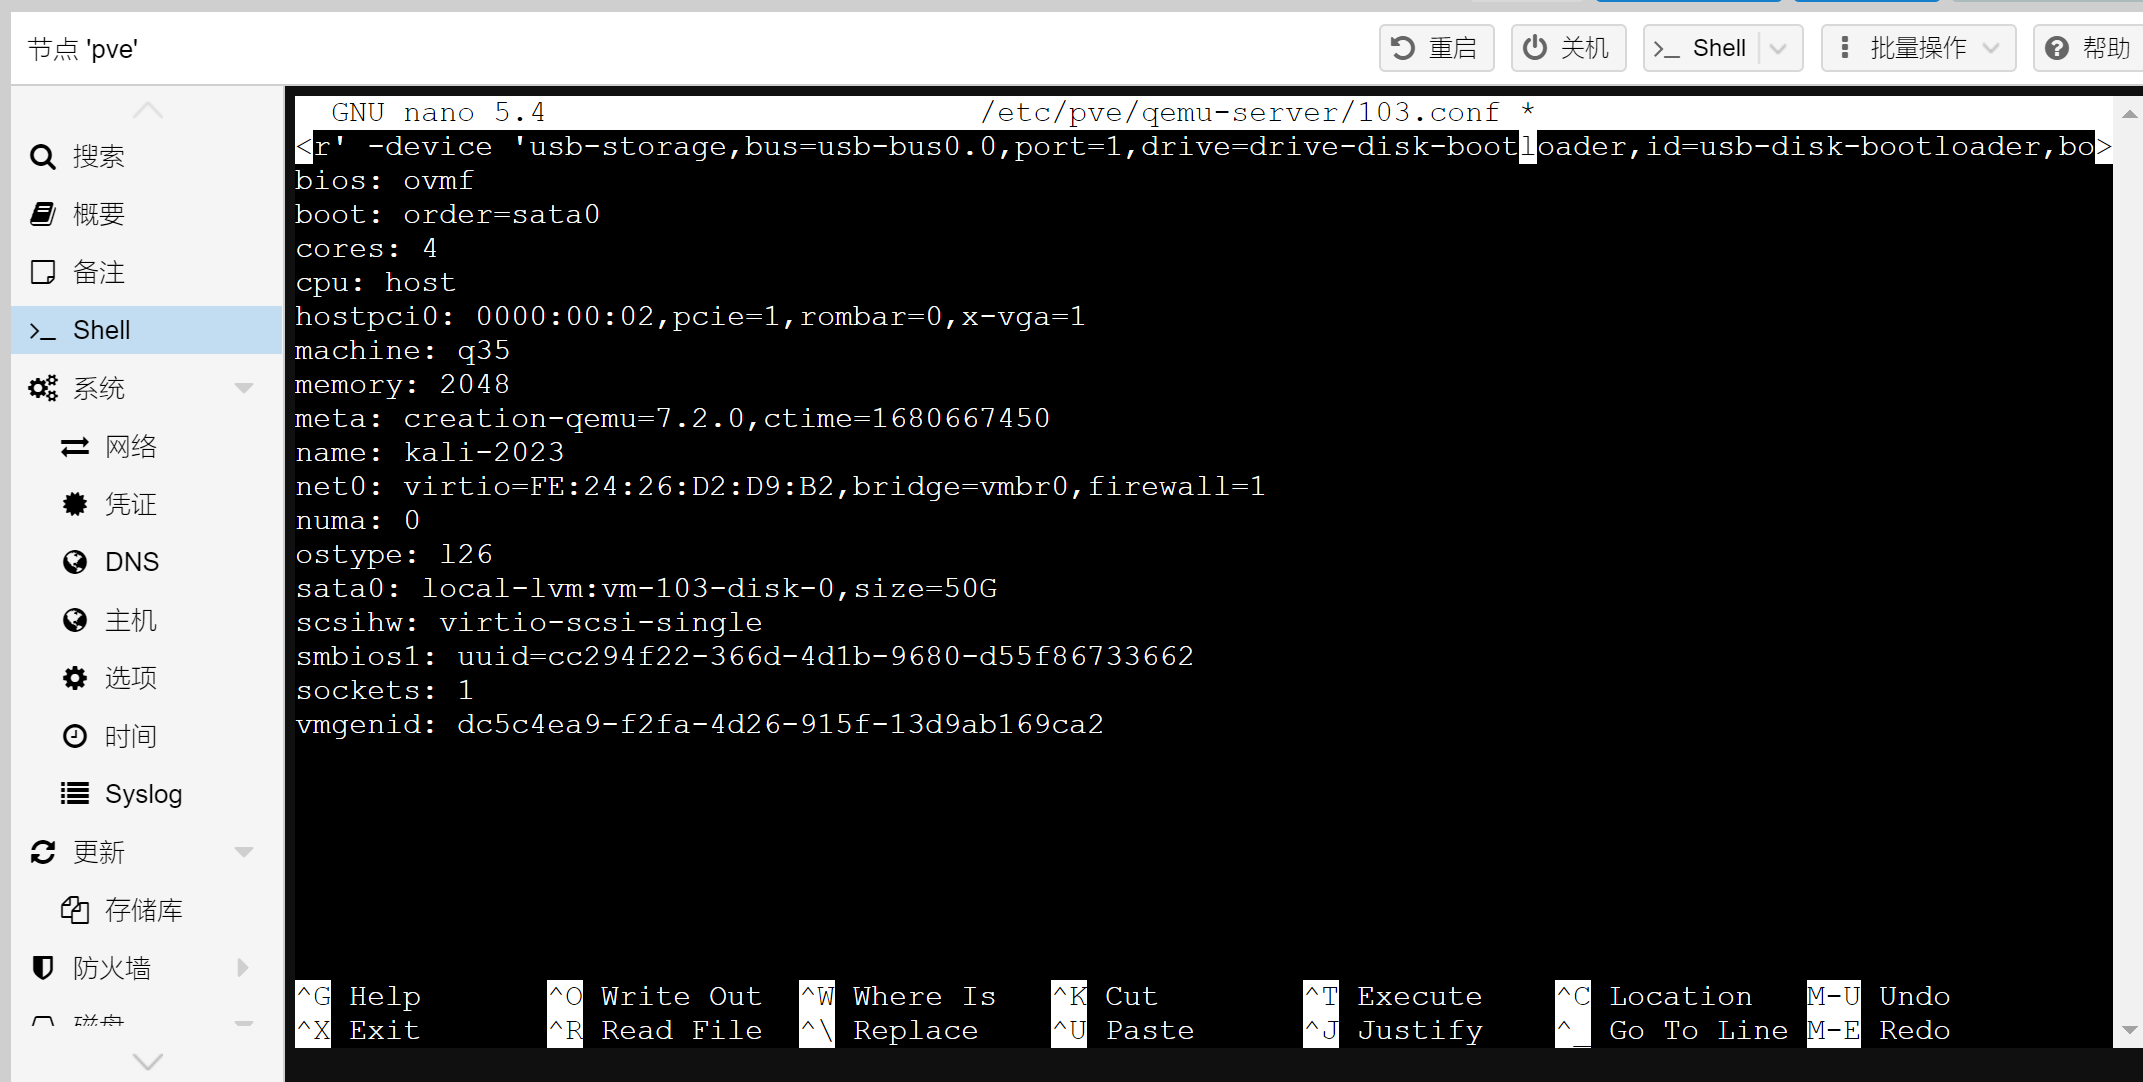 节点 'pve'
重启
关机
Shell
批量操作
帮助
搜索
概要
备注
Shell
系统
网络
凭证
DNS
主机
选项
时间
Syslog
更新
存储库
防火墙
磁盘
GNU nano 5.4 /etc/pve/qemu-server/103.conf *
<r' -device 'usb-storage,bus=usb-bus0.0,port=1,drive=drive-disk-bootloader,id=usb-disk-bootloader,bo>
bios: ovmf
boot: order=sata0
cores: 4
cpu: host
hostpci0: 0000:00:02,pcie=1,rombar=0,x-vga=1
machine: q35
memory: 2048
meta: creation-qemu=7.2.0,ctime=1680667450
name: kali-2023
net0: virtio=FE:24:26:D2:D9:B2,bridge=vmbr0,firewall=1
numa: 0
ostype: l26
sata0: local-lvm:vm-103-disk-0,size=50G
scsihw: virtio-scsi-single
smbios1: uuid=cc294f22-366d-4d1b-9680-d55f86733662
sockets: 1
vmgenid: dc5c4ea9-f2fa-4d26-915f-13d9ab169ca2
^G Help ^O Write Out ^W Where Is ^K Cut ^T Execute ^C Location M-U Undo
^X Exit ^R Read File ^\ Replace ^U Paste ^J Justify ^_ Go To Line M-E Redo